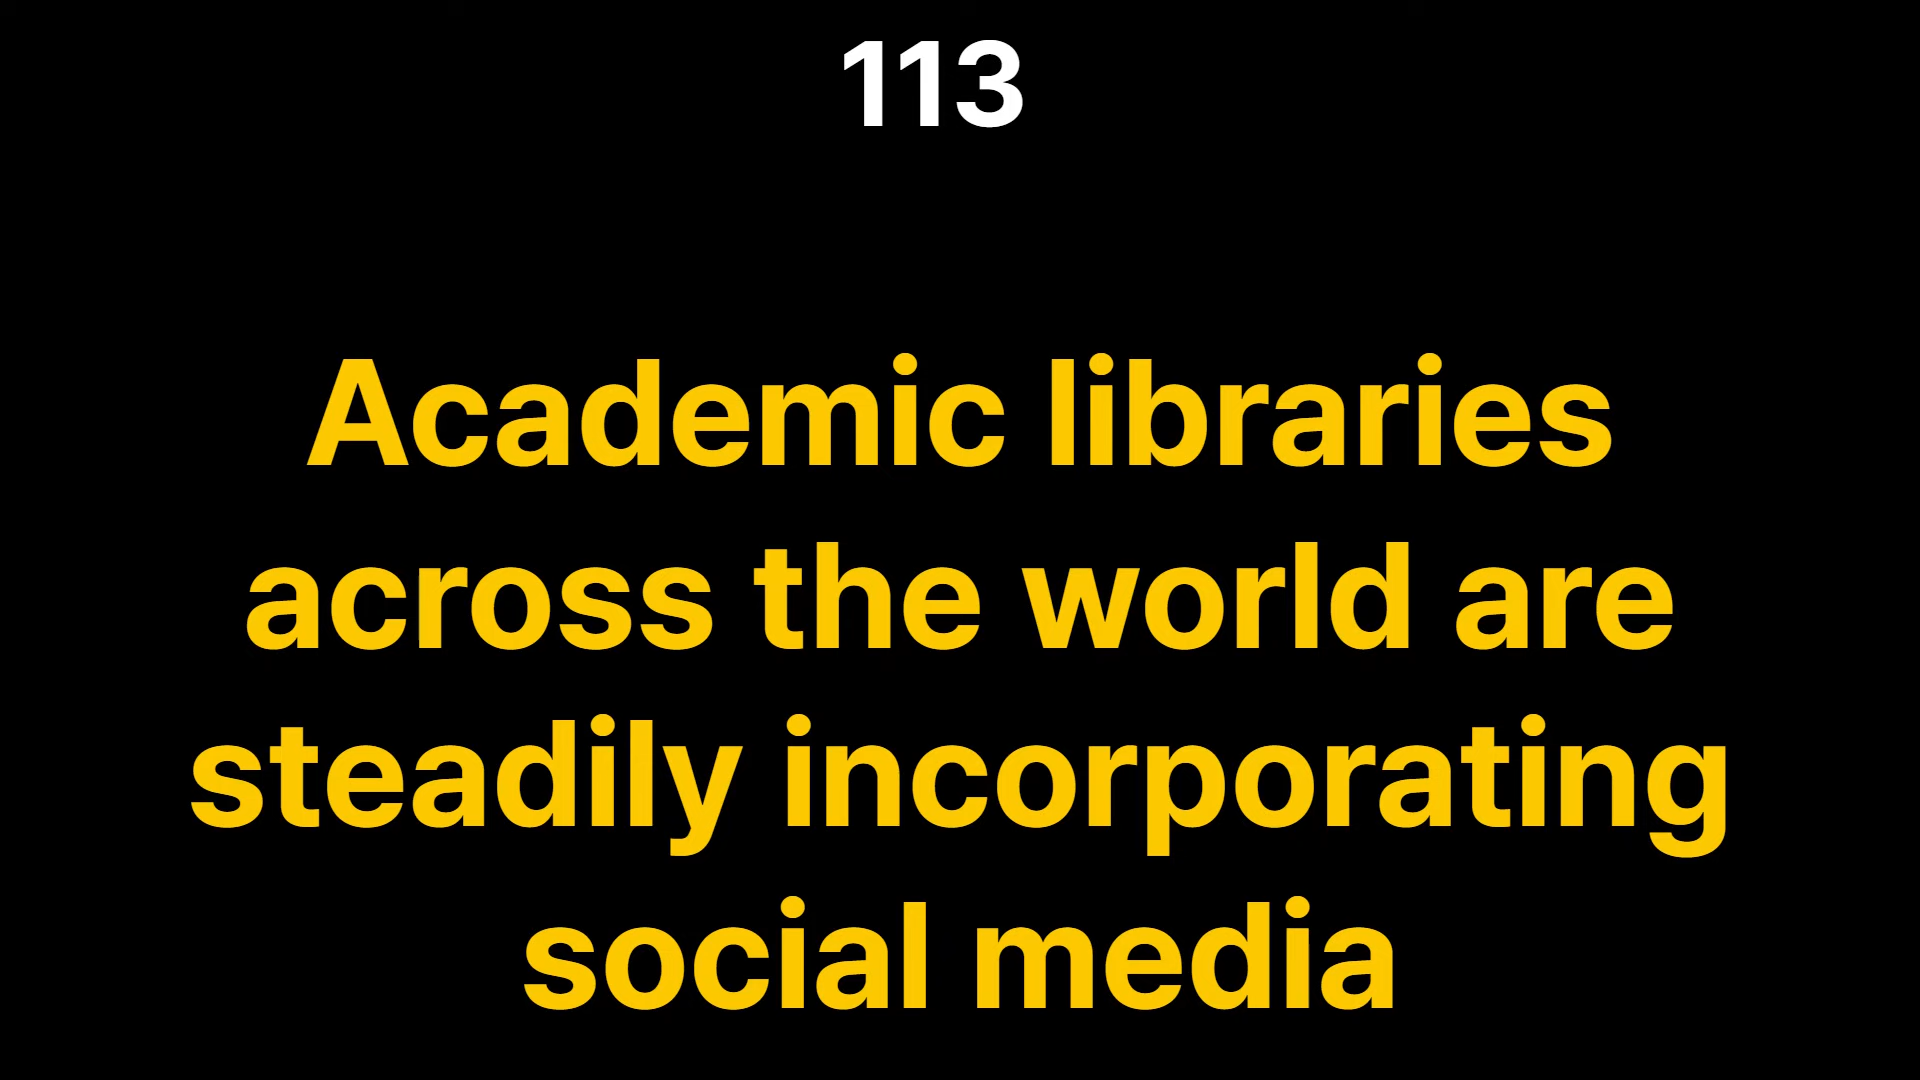 113
Academic libraries
across the world are
steadily incorporating
social media